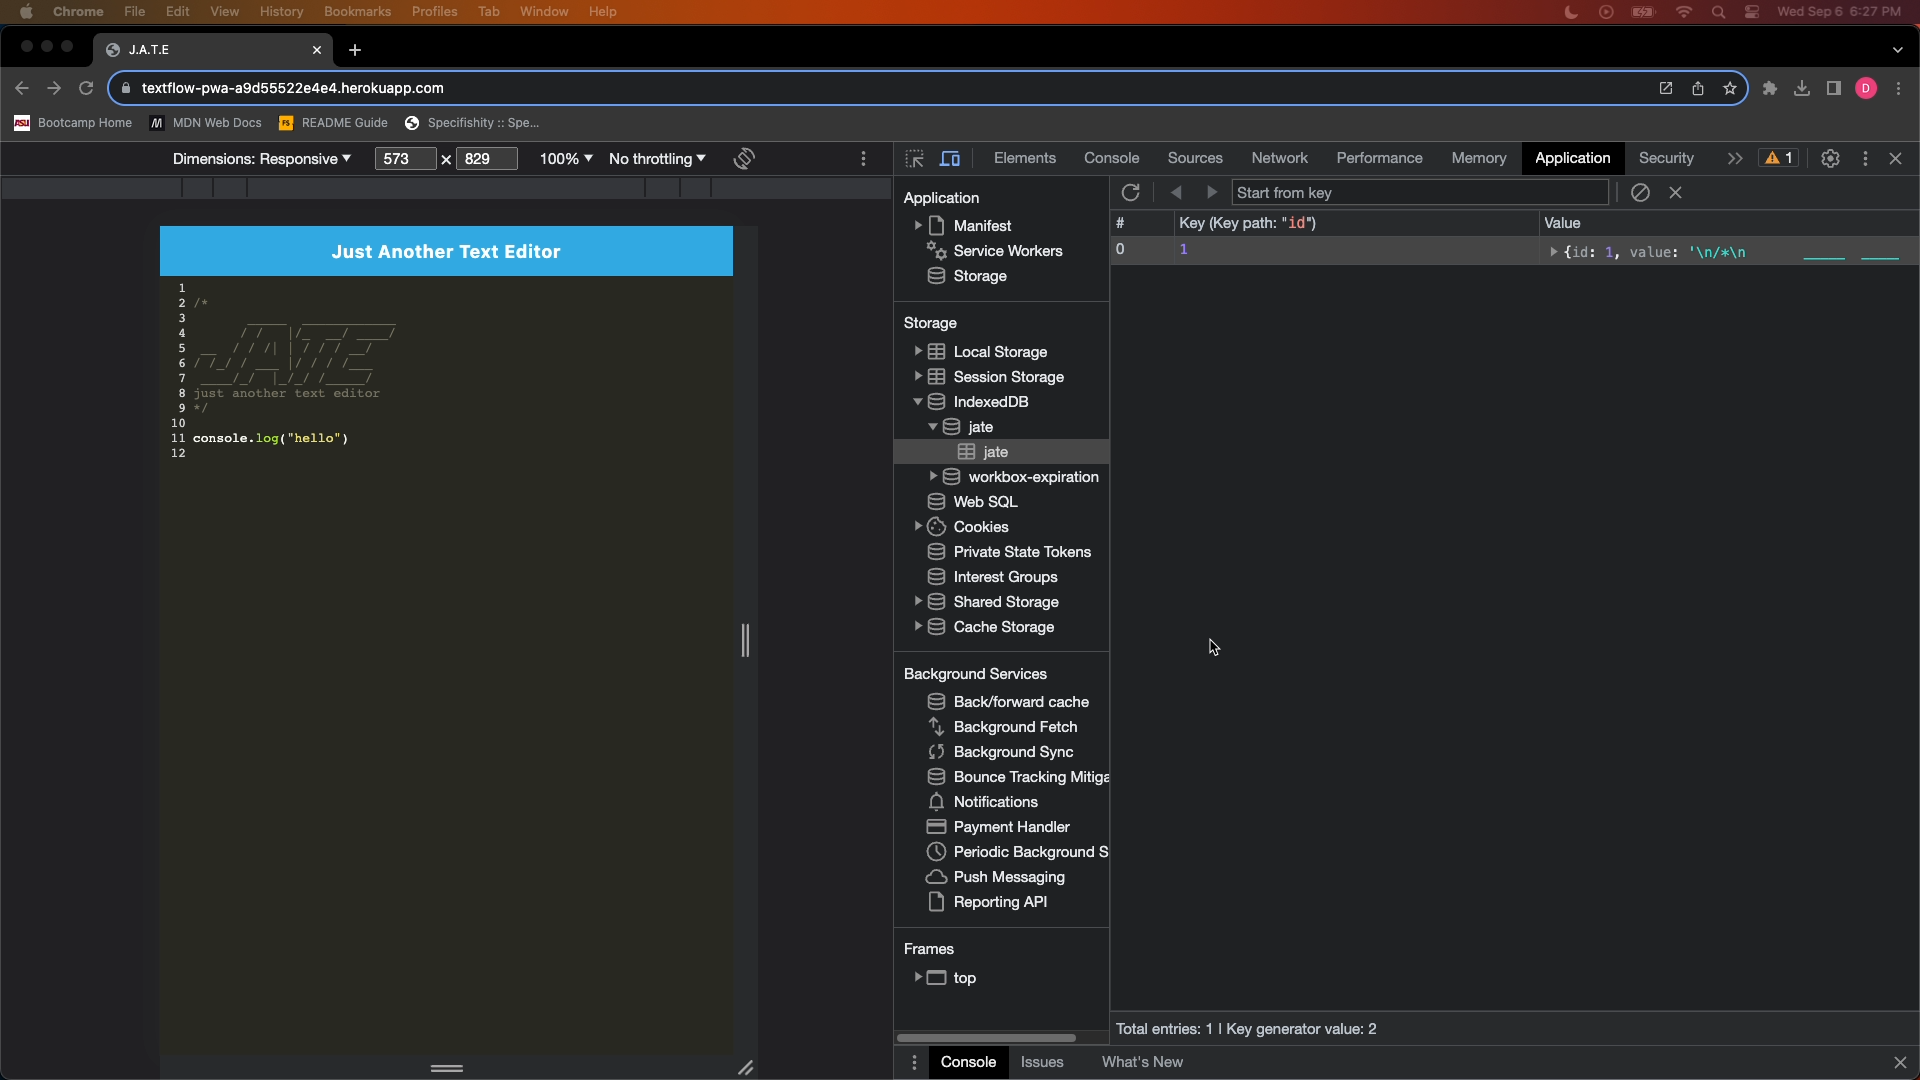 Chrome File Edit View History Bookmarks Profiles Tab Window Help Wed Sep 6 6:27 PM
J.A.T.E
textflow-pwa-a9d55522e4e4.herokuapp.com D
ASU Bootcamp Home MDN Web Docs FS README Guide Specifishity :: Spe...
Dimensions: Responsive 573 × 829 100% No throttling
Elements Console Sources Network Performance Memory Application Security 1
Just Another Text Editor
1
2 /*
3
4
5
6
7
8 just another text editor
9 */
10
11 console.log("hello")
12
Application
Manifest
Service Workers
Storage
Storage
Local Storage
Session Storage
IndexedDB
jate
jate
workbox-expiration
Web SQL
Cookies
Private State Tokens
Interest Groups
Shared Storage
Cache Storage
Background Services
Back/forward cache
Background Fetch
Background Sync
Bounce Tracking Mitiga
Notifications
Payment Handler
Periodic Background S
Push Messaging
Reporting API
Frames
top
Start from key
# Key (Key path: "id") Value
0 1 {id: 1, value: '\n/*\n _____ _____
Total entries: 1 | Key generator value: 2
Console Issues What's New